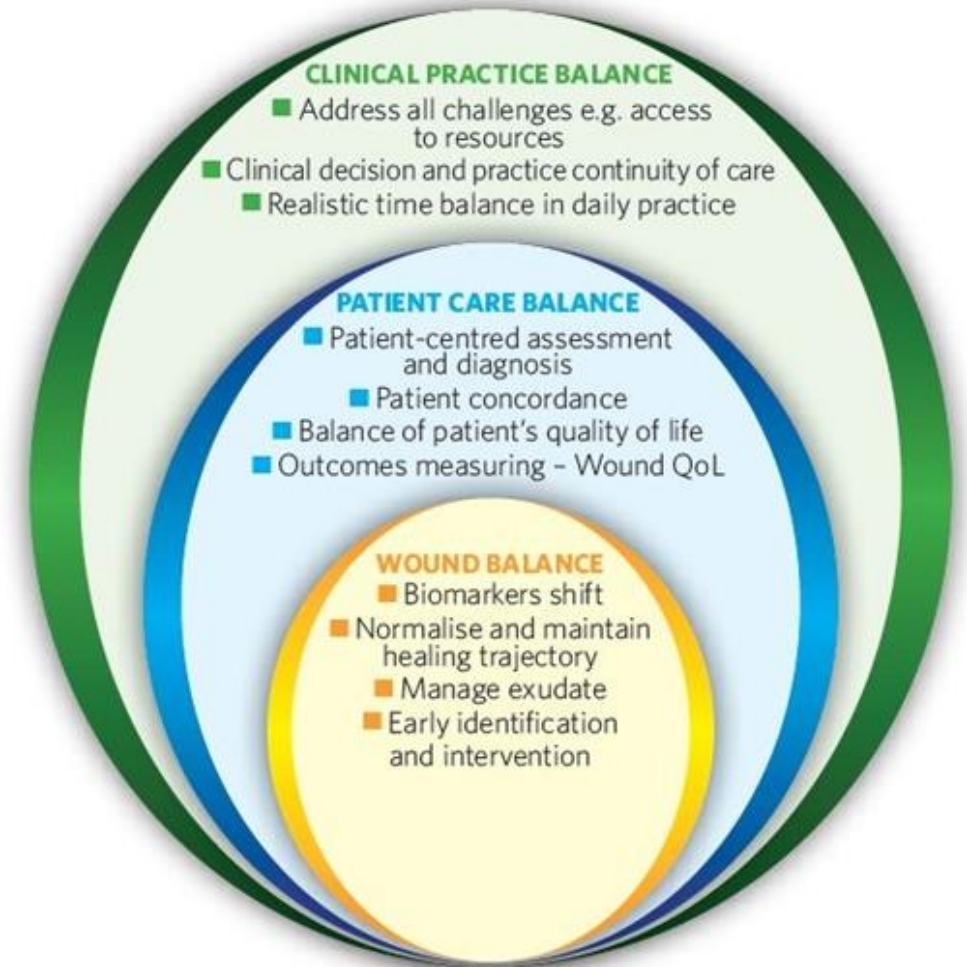 CLINICAL PRACTICE BALANCE
■ Address all challenges e.g. access
to resources
■ Clinical decision and practice continuity of care
■ Realistic time balance in daily practice
PATIENT CARE BALANCE
■ Patient-centred assessment
and diagnosis
■ Patient concordance
■ Balance of patient's quality of life
■ Outcomes measuring – Wound QoL
WOUND BALANCE
■ Biomarkers shift
■ Normalise and maintain
healing trajectory
■ Manage exudate
■ Early identification
and intervention